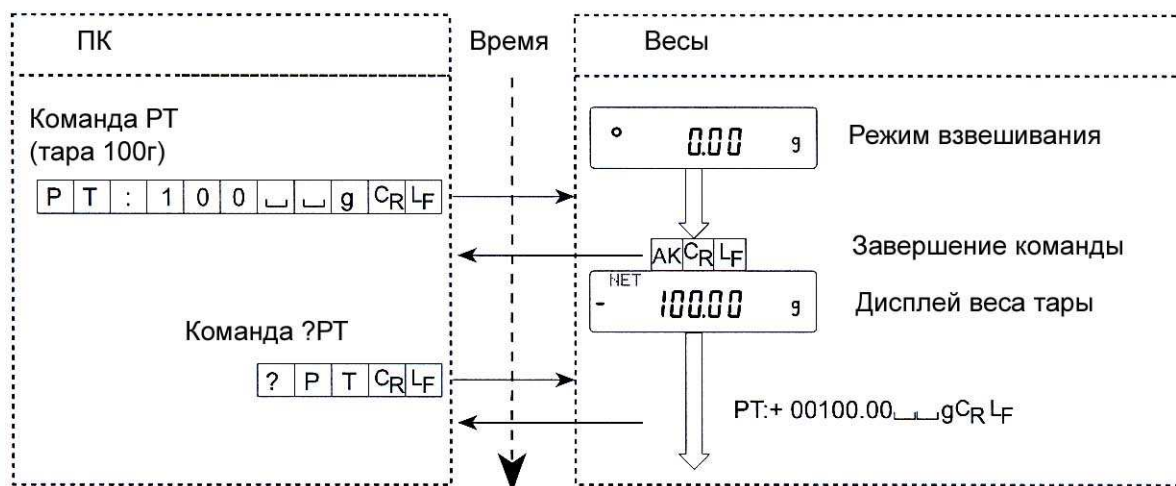 ПК Время Весы
Команда PT
(тара 100г)
P T : 1 0 0 ␣ ␣ g CR LF
0.00 g
Режим взвешивания
AK CR LF
Завершение команды
NET
- 100.00 g
Дисплей веса тары
Команда ?PT
? P T CR LF
PT:+ 00100.00␣␣gCR LF